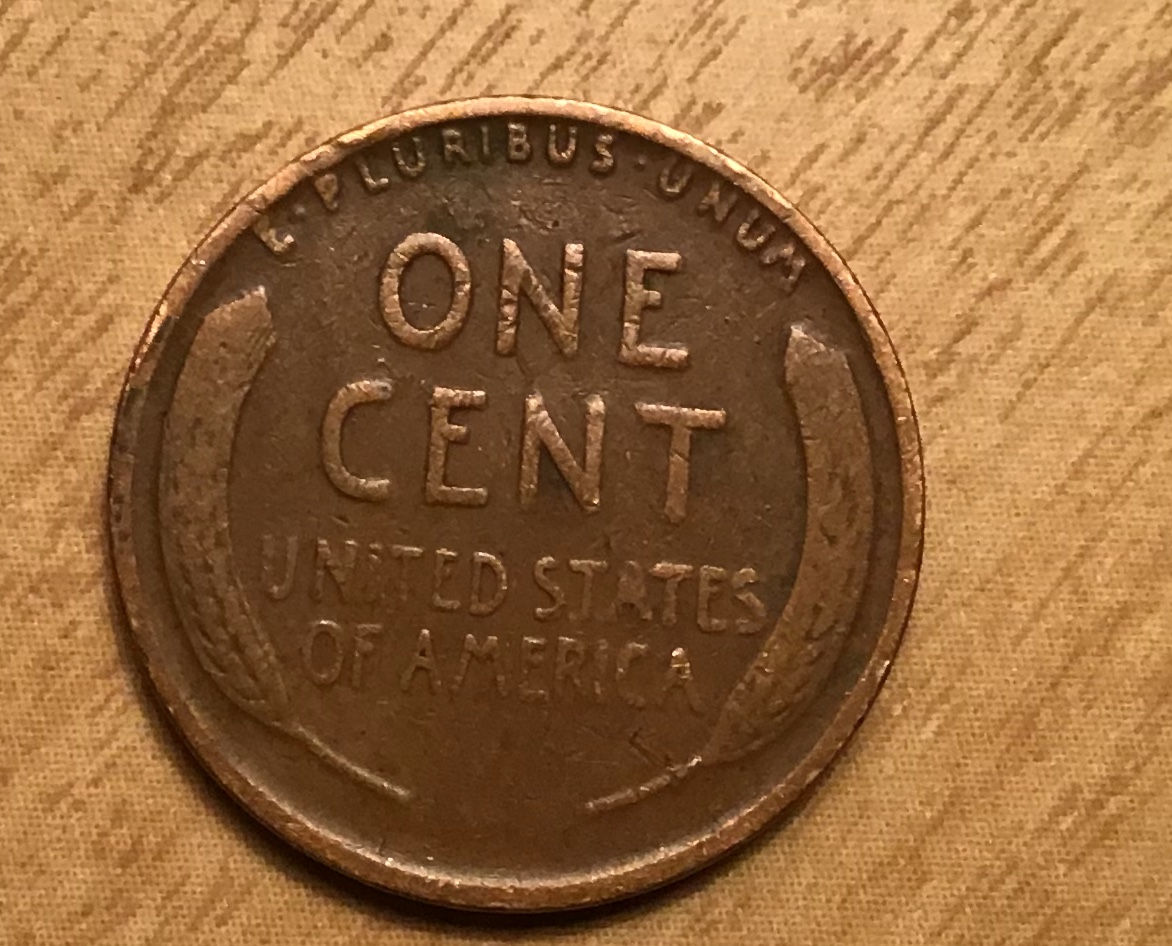 E·PLURIBUS·UNUM
ONE
CENT
UNITED STATES
OF AMERICA